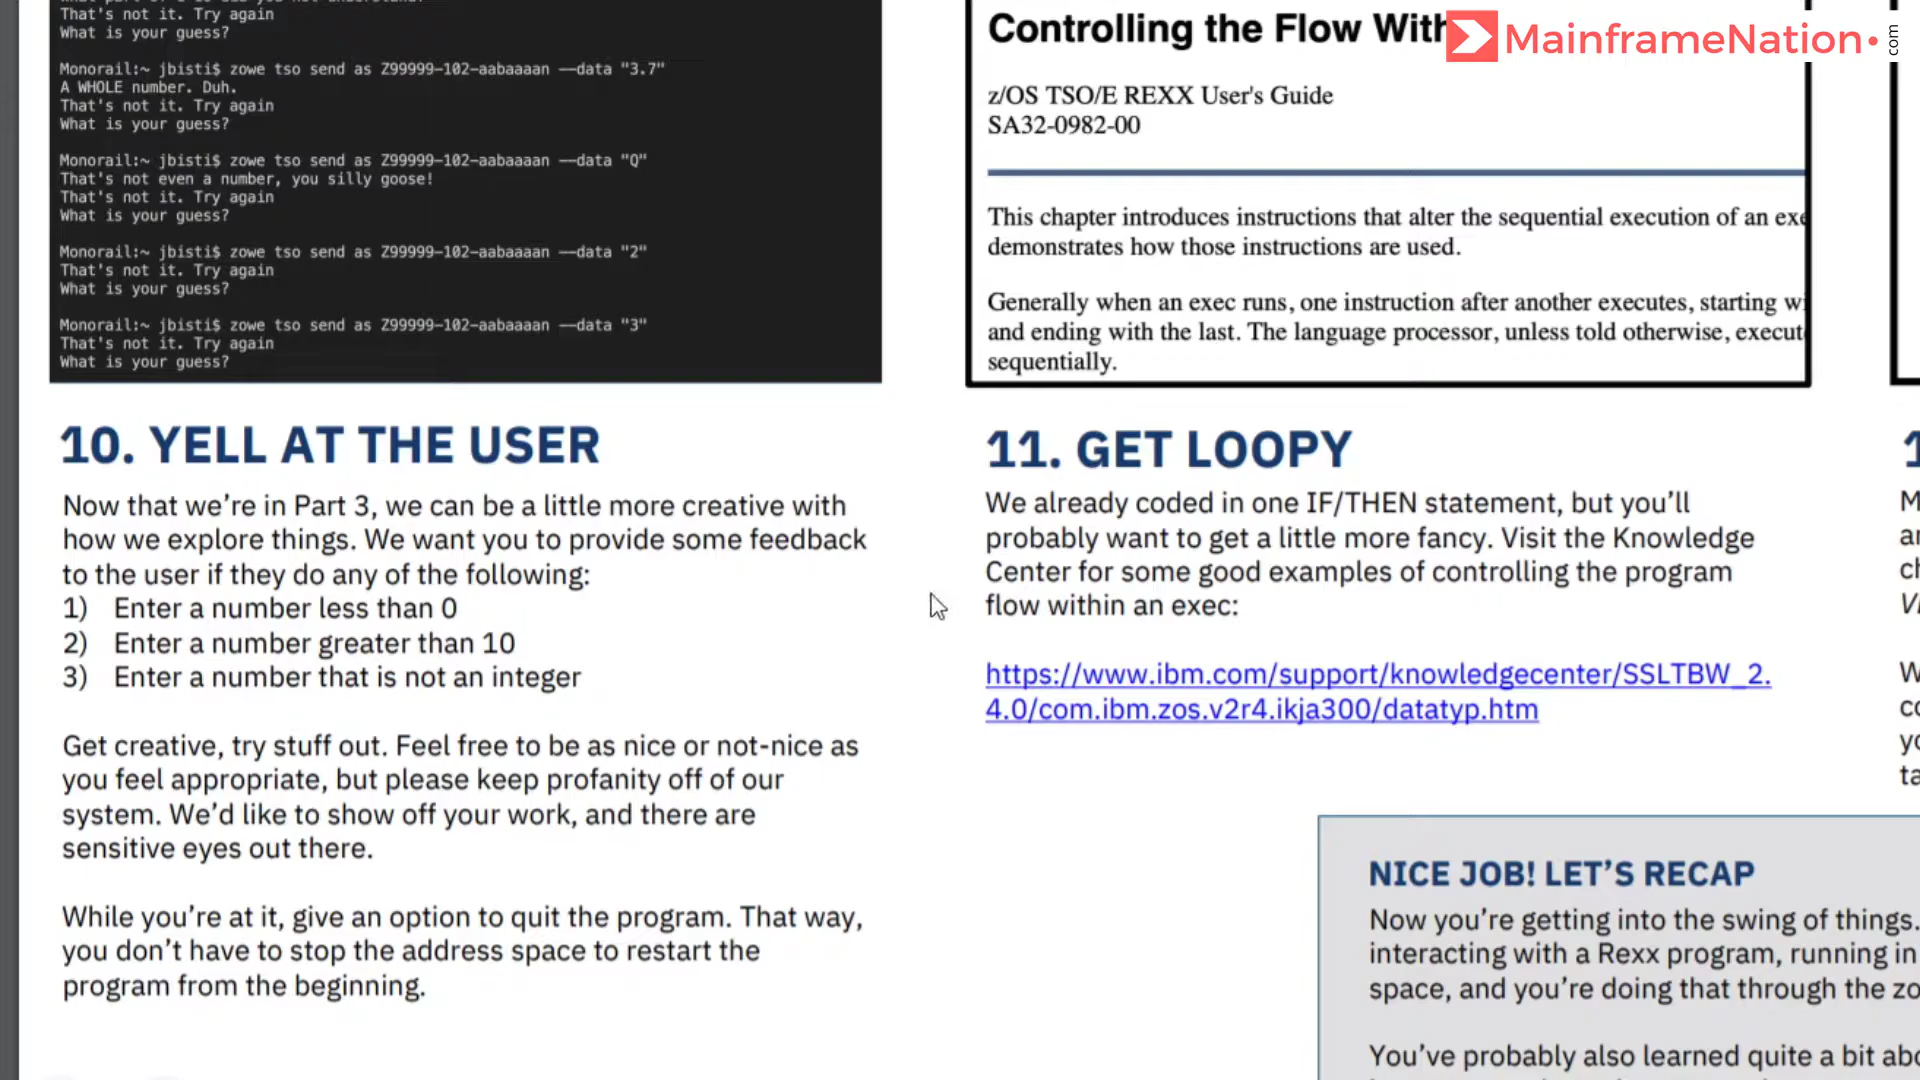 That's not it. Try again
What is your guess?
Monorail:~ jbisti$ zowe tso send as Z99999-102-aabaaaan --data "3.7"
A WHOLE number. Duh.
That's not it. Try again
What is your guess?
Monorail:~ jbisti$ zowe tso send as Z99999-102-aabaaaan --data "Q"
That's not even a number, you silly goose!
That's not it. Try again
What is your guess?
Monorail:~ jbisti$ zowe tso send as Z99999-102-aabaaaan --data "2"
That's not it. Try again
What is your guess?
Monorail:~ jbisti$ zowe tso send as Z99999-102-aabaaaan --data "3"
That's not it. Try again
What is your guess?
10. YELL AT THE USER
Now that we're in Part 3, we can be a little more creative with
how we explore things. We want you to provide some feedback
to the user if they do any of the following:
1) Enter a number less than 0
2) Enter a number greater than 10
3) Enter a number that is not an integer
Get creative, try stuff out. Feel free to be as nice or not-nice as
you feel appropriate, but please keep profanity off of our
system. We'd like to show off your work, and there are
sensitive eyes out there.
While you're at it, give an option to quit the program. That way,
you don't have to stop the address space to restart the
program from the beginning.
Controlling the Flow With
MainframeNation.com
z/OS TSO/E REXX User's Guide
SA32-0982-00
This chapter introduces instructions that alter the sequential execution of an exe
demonstrates how those instructions are used.
Generally when an exec runs, one instruction after another executes, starting wi
and ending with the last. The language processor, unless told otherwise, execut
sequentially.
11. GET LOOPY
We already coded in one IF/THEN statement, but you'll
probably want to get a little more fancy. Visit the Knowledge
Center for some good examples of controlling the program
flow within an exec:
https://www.ibm.com/support/knowledgecenter/SSLTBW_2.
4.0/com.ibm.zos.v2r4.ikja300/datatyp.htm
NICE JOB! LET'S RECAP
Now you're getting into the swing of things.
interacting with a Rexx program, running in
space, and you're doing that through the zo
You've probably also learned quite a bit abo